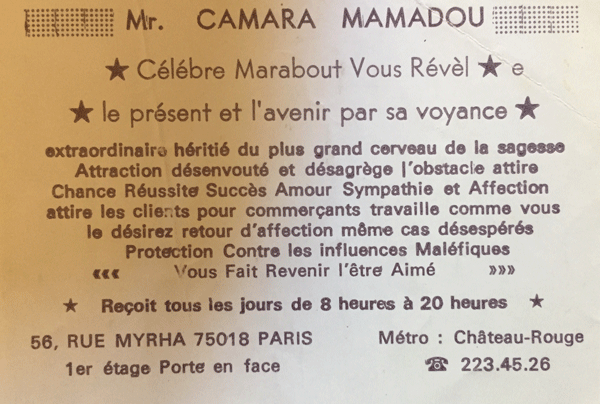 Mr. CAMARA MAMADOU
★ Célébre Marabout Vous Révèl ★ e
★ le présent et l'avenir par sa voyance ★
extraordinaire héritié du plus grand cerveau de la sagesse
Attraction désenvouté et désagrège l'obstacle attire
Chance Réussite Succès Amour Sympathie et Affection
attire les clients pour commerçants travaille comme vous
le désirez retour d'affection même cas désespérés
Protection Contre les influences Maléfiques
««« Vous Fait Revenir l'être Aimé »»»
★ Reçoit tous les jours de 8 heures à 20 heures ★
56, RUE MYRHA 75018 PARIS Métro : Château-Rouge
1er étage Porte en face ☎ 223.45.26